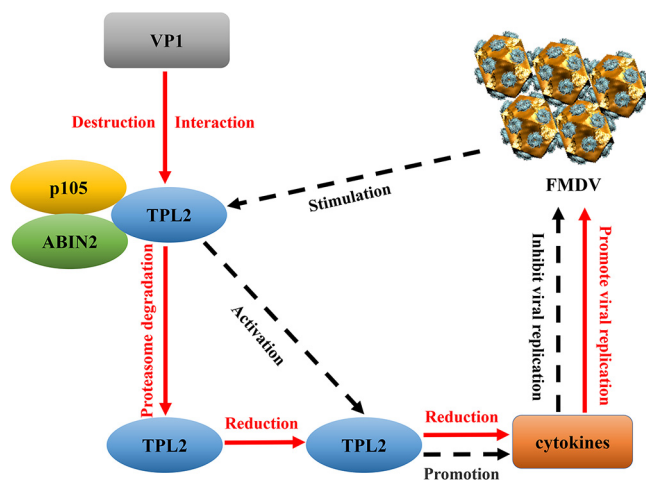 VP1
Destruction Interaction
p105
TPL2
ABIN2
Stimulation
FMDV
Proteasome degradation
Activation
Inhibit viral replication
Promote viral replication
TPL2
Reduction
TPL2
Reduction
Promotion
cytokines